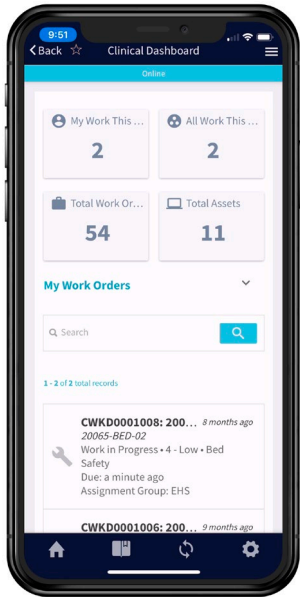 9:51
Back Clinical Dashboard
Online
My Work This ...
2
All Work This ...
2
Total Work Or...
54
Total Assets
11
My Work Orders
Search
1 - 2 of 2 total records
CWKD0001008: 200... 8 months ago
20065-BED-02
Work in Progress • 4 - Low • Bed
Safety
Due: a minute ago
Assignment Group: EHS
CWKD0001006: 200... 9 months ago